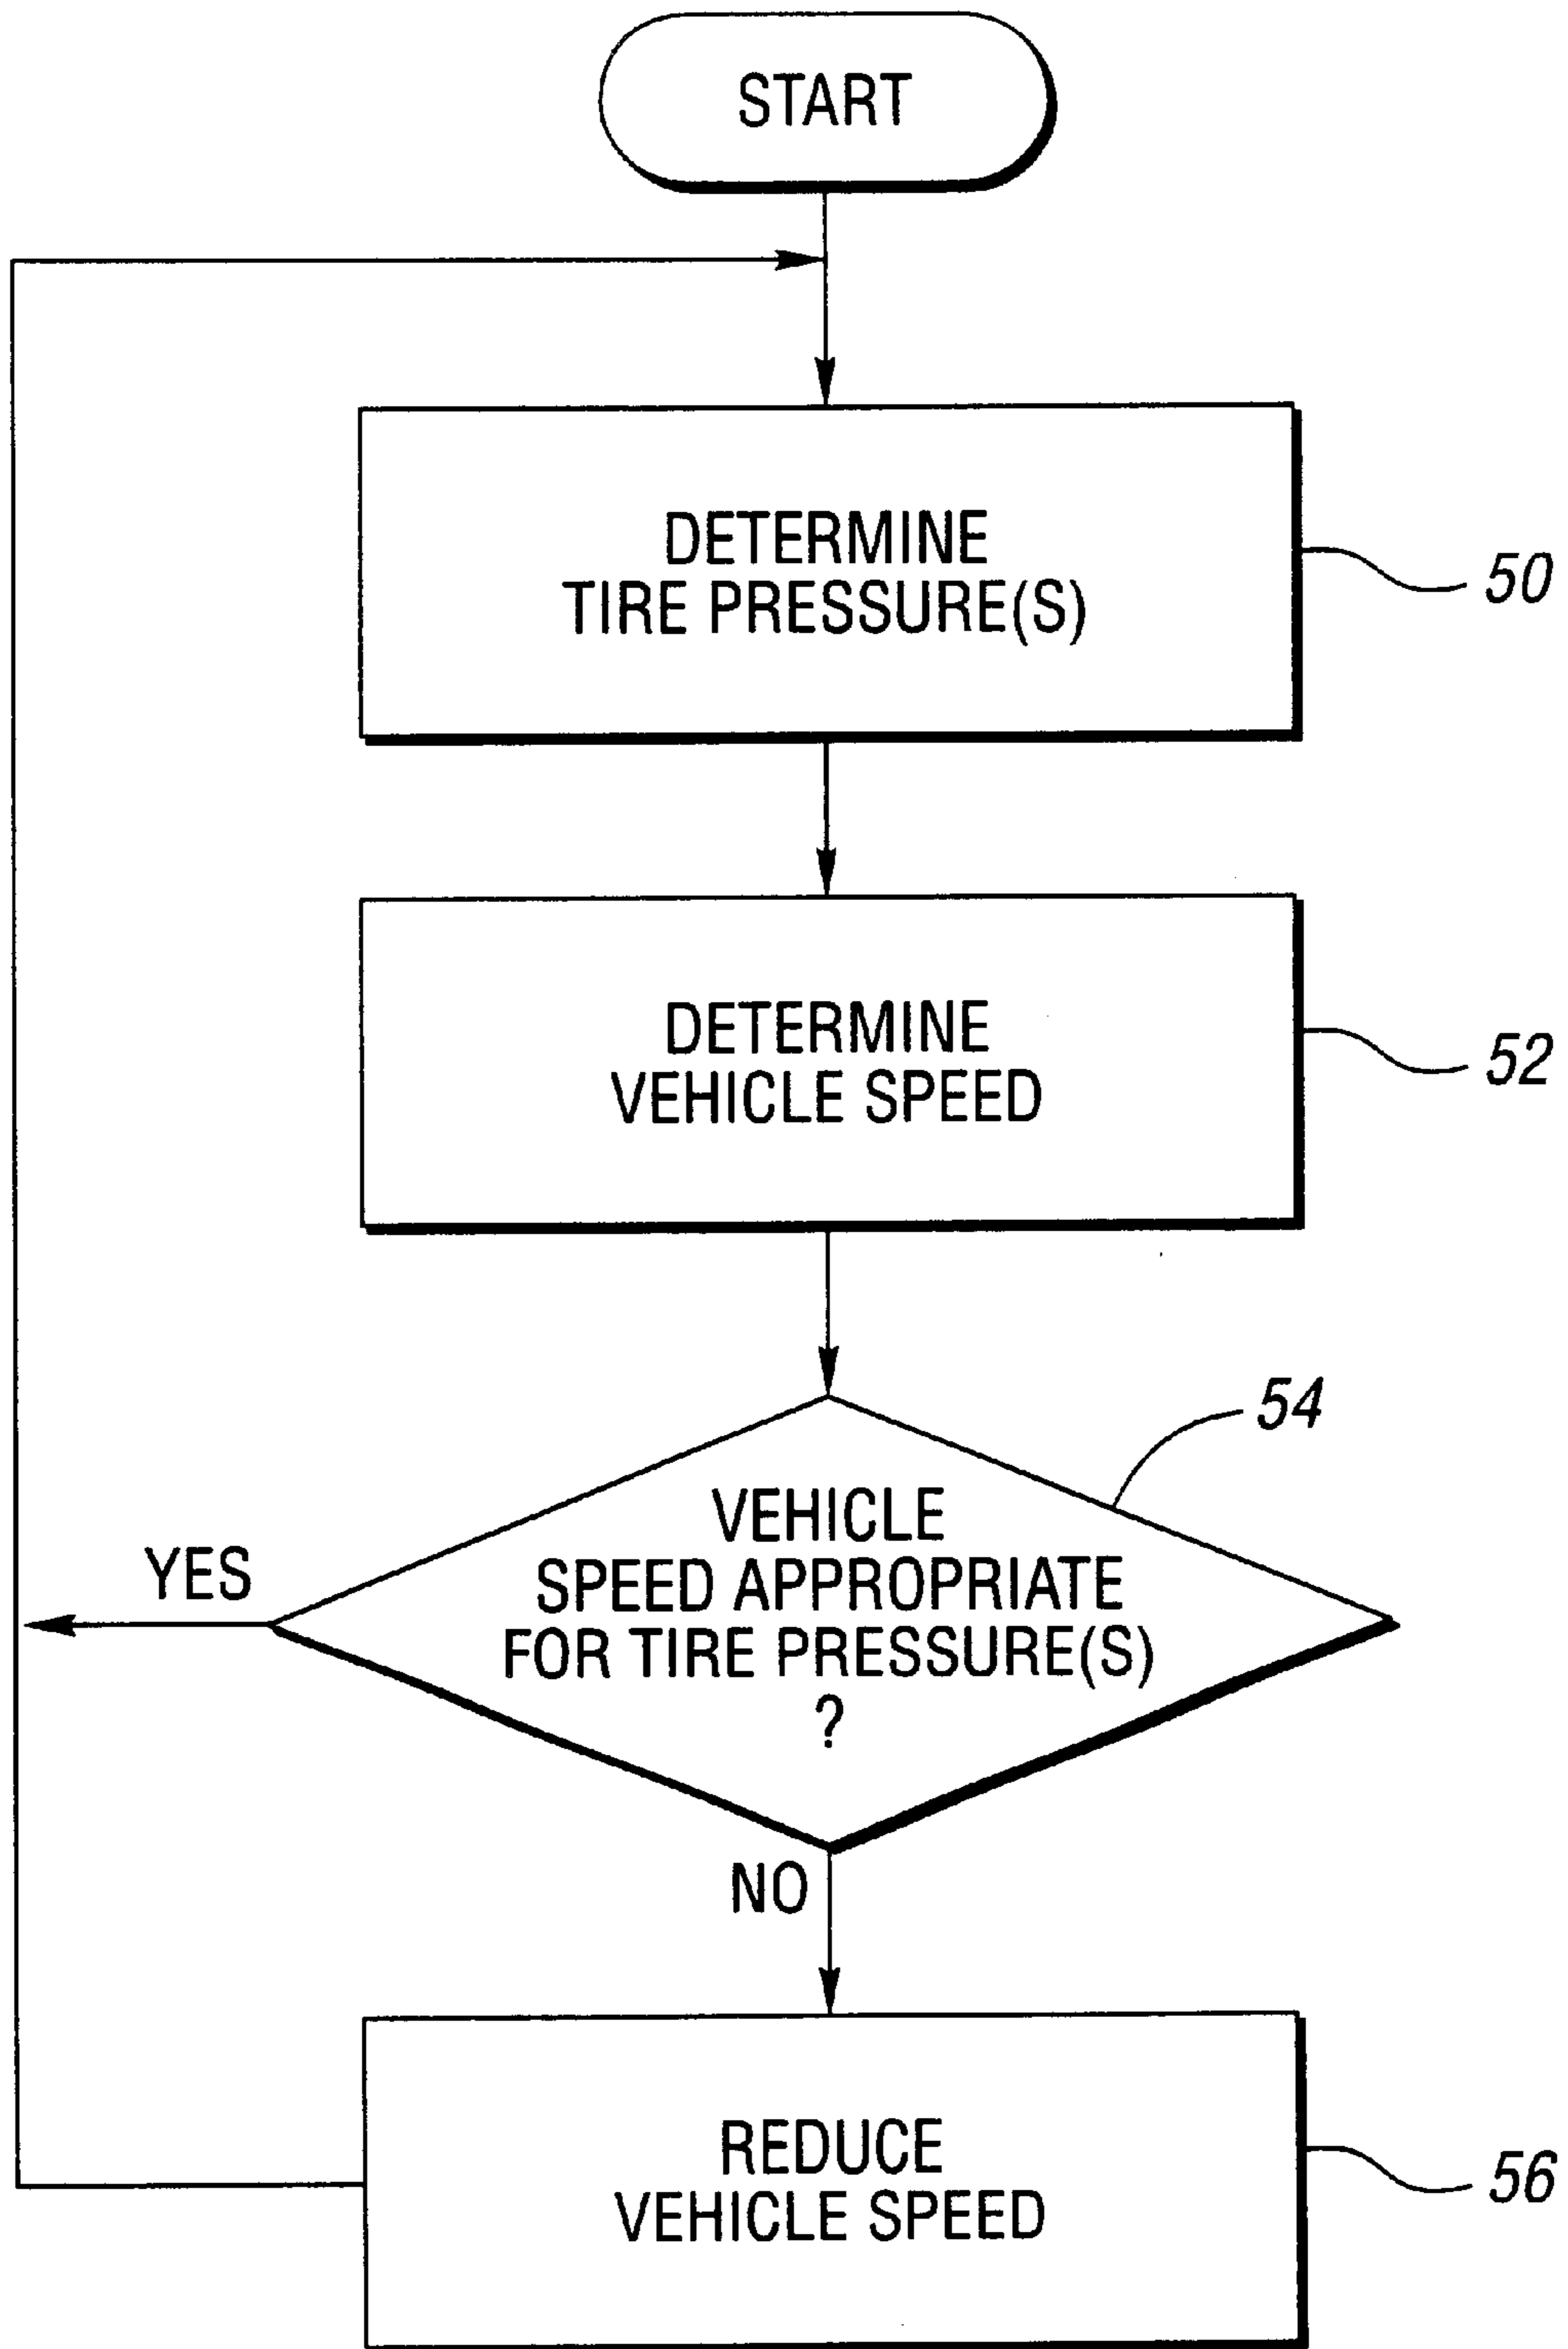 START
DETERMINE
TIRE PRESSURE(S)
50
DETERMINE
VEHICLE SPEED
52
54
VEHICLE
SPEED APPROPRIATE
FOR TIRE PRESSURE(S)
?
YES
NO
REDUCE
VEHICLE SPEED
56